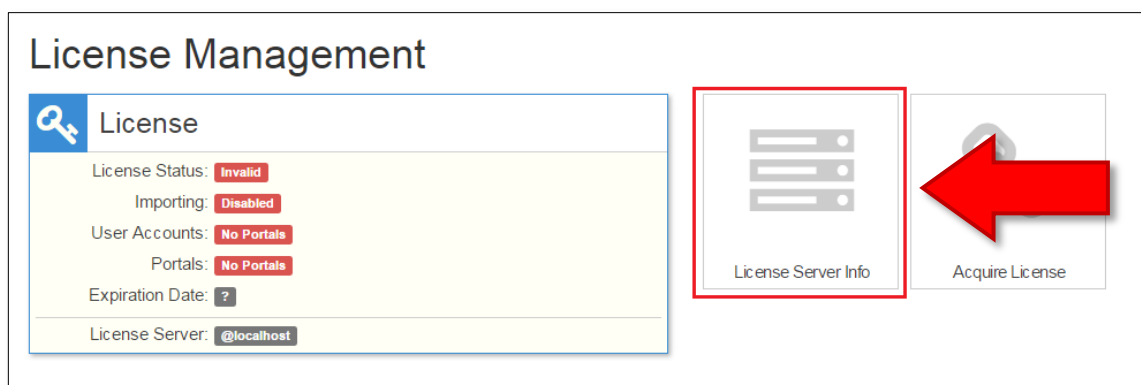 License Management
License
License Status: Invalid
Importing: Disabled
User Accounts: No Portals
Portals: No Portals
Expiration Date: ?
License Server: @localhost
License Server Info
Acquire License